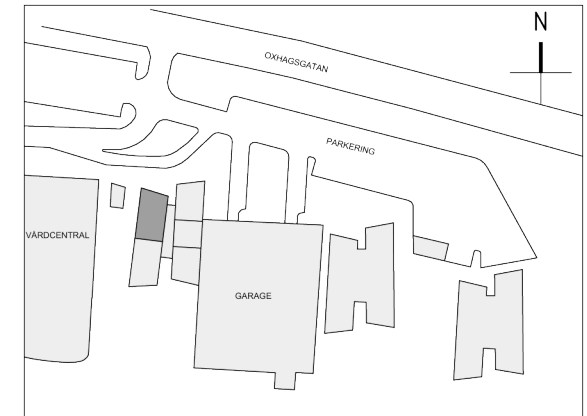 N
OXHAGSGATAN
PARKERING
VÅRDCENTRAL
GARAGE